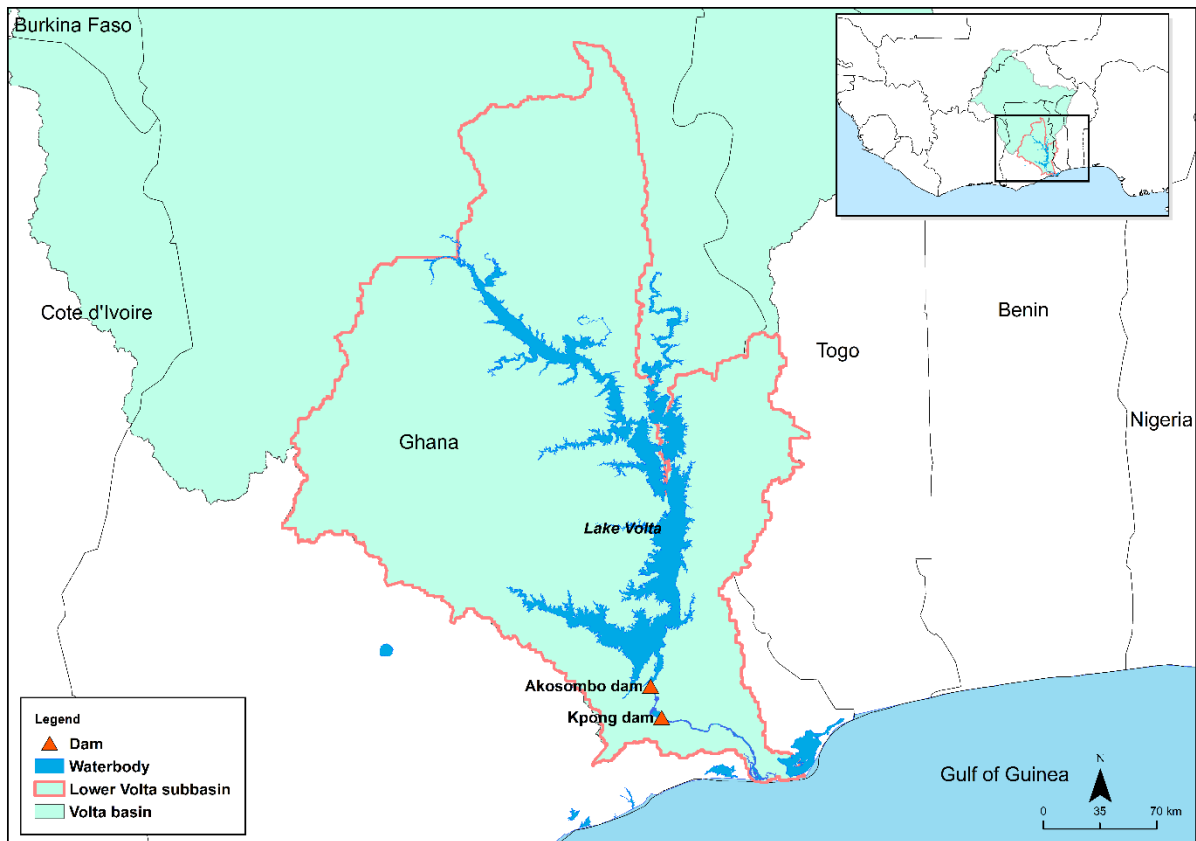 Burkina Faso
Cote d'Ivoire
Ghana
Togo
Benin
Nigeria
Lake Volta
Akosombo dam
Kpong dam
Gulf of Guinea
Legend
Dam
Waterbody
Lower Volta subbasin
Volta basin
N
0 35 70 km